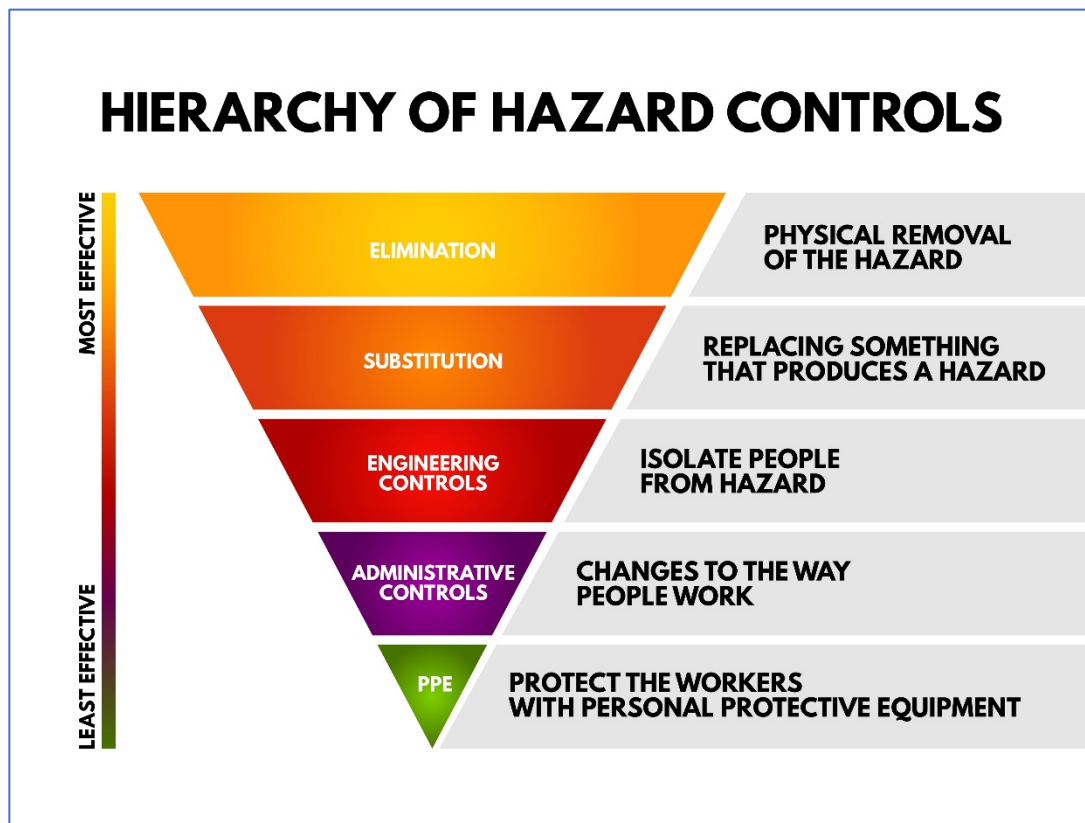 HIERARCHY OF HAZARD CONTROLS
MOST EFFECTIVE
LEAST EFFECTIVE
ELIMINATION
PHYSICAL REMOVAL
OF THE HAZARD
SUBSTITUTION
REPLACING SOMETHING
THAT PRODUCES A HAZARD
ENGINEERING
CONTROLS
ISOLATE PEOPLE
FROM HAZARD
ADMINISTRATIVE
CONTROLS
CHANGES TO THE WAY
PEOPLE WORK
PPE
PROTECT THE WORKERS
WITH PERSONAL PROTECTIVE EQUIPMENT